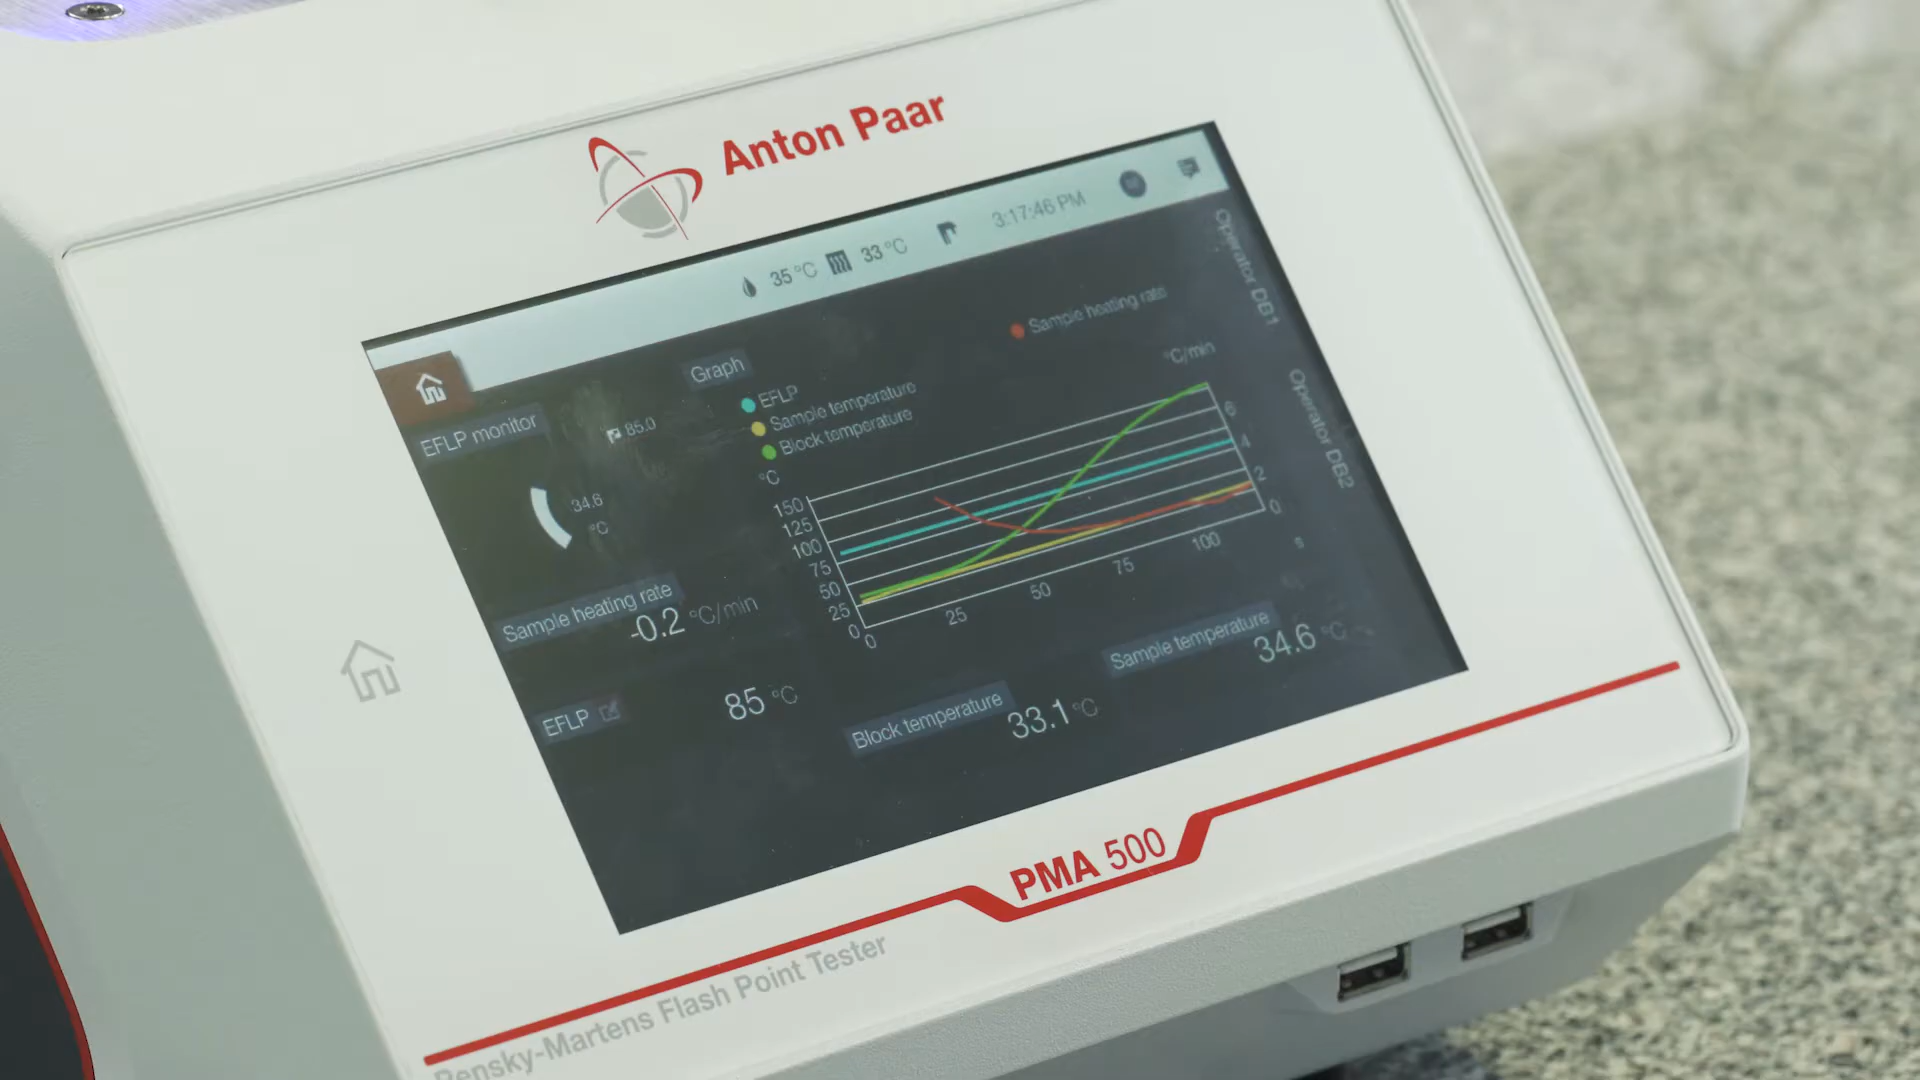 Anton Paar
35 °C 33 °C 3:17:46 PM
EFLP monitor
85.0
34.6
°C
Sample heating rate
-0.2 °C/min
EFLP 85 °C
Graph
EFLP
Sample temperature
Block temperature
Sample heating rate
°C
°C/min
150
125
100
75
50
25
0
6
4
2
0
0 25 50 75 100 s
Block temperature
33.1 °C
Sample temperature
34.6 °C
Operator DB1
Operator DB2
PMA 500
Pensky-Martens Flash Point Tester